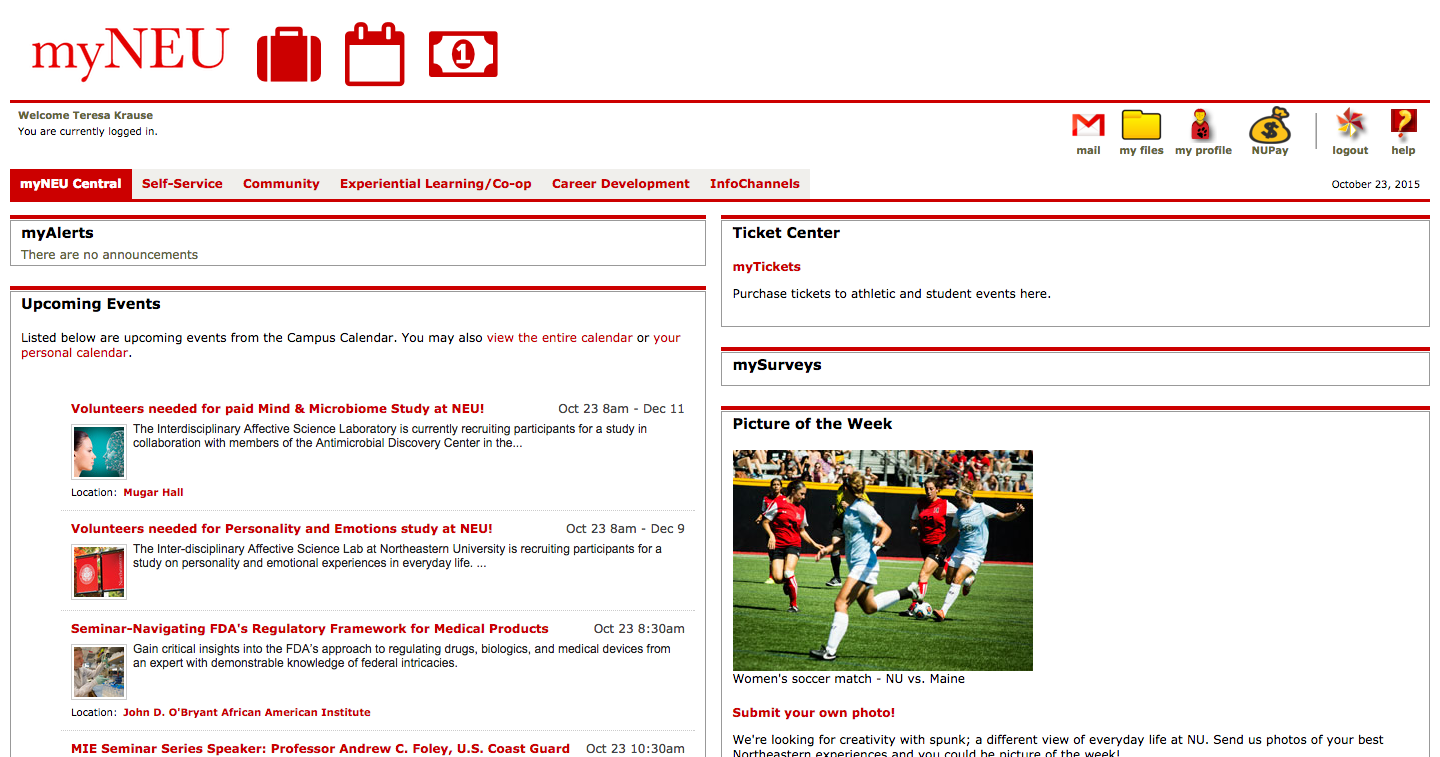 myNEU
1
Welcome Teresa Krause
You are currently logged in.
mail
my files
my profile
$
NUPay
logout
?
help
myNEU Central
Self-Service
Community
Experiential Learning/Co-op
Career Development
InfoChannels
October 23, 2015
myAlerts
There are no announcements
Upcoming Events
Listed below are upcoming events from the Campus Calendar. You may also view the entire calendar or your
personal calendar.
Volunteers needed for paid Mind & Microbiome Study at NEU!
Oct 23 8am - Dec 11
The Interdisciplinary Affective Science Laboratory is currently recruiting participants for a study in
collaboration with members of the Antimicrobial Discovery Center in the...
Location: Mugar Hall
Volunteers needed for Personality and Emotions study at NEU!
Oct 23 8am - Dec 9
The Inter-disciplinary Affective Science Lab at Northeastern University is recruiting participants for a
study on personality and emotional experiences in everyday life. ...
Seminar-Navigating FDA's Regulatory Framework for Medical Products
Oct 23 8:30am
Gain critical insights into the FDA's approach to regulating drugs, biologics, and medical devices from
an expert with demonstrable knowledge of federal intricacies.
Location: John D. O'Bryant African American Institute
MIE Seminar Series Speaker: Professor Andrew C. Foley, U.S. Coast Guard
Oct 23 10:30am
Ticket Center
myTickets
Purchase tickets to athletic and student events here.
mySurveys
Picture of the Week
Women's soccer match - NU vs. Maine
Submit your own photo!
We're looking for creativity with spunk; a different view of everyday life at NU. Send us photos of your best
Northeastern experiences and you could be picture of the week!